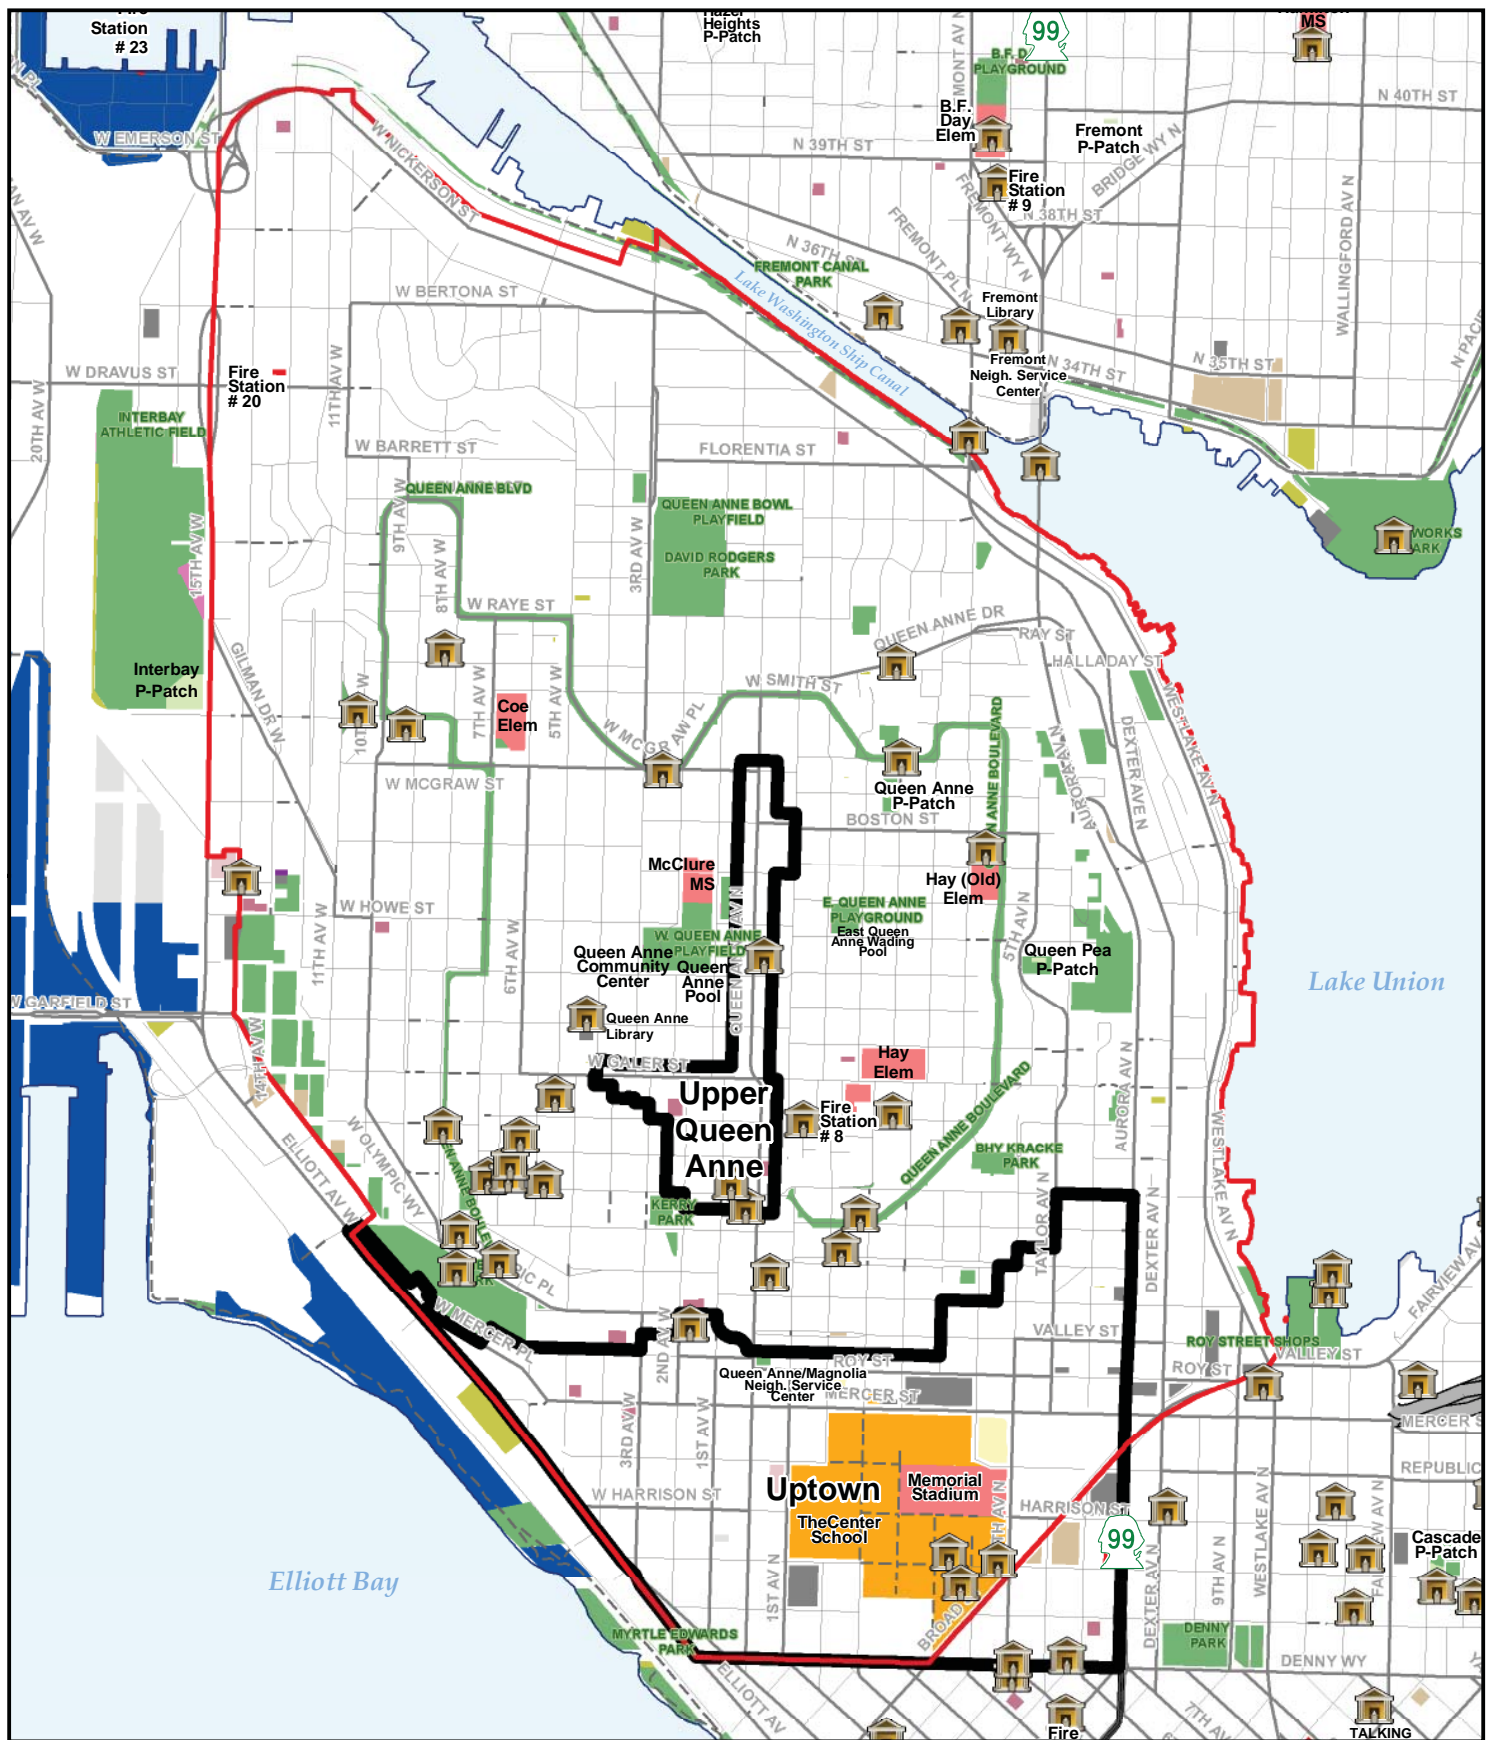 Station
# 23
Hazel
Heights
P-Patch
99
MS
B.F. D
PLAYGROUND
N 40TH ST
W EMERSON ST
B.F.
Day
Elem
Fremont
P-Patch
N 39TH ST
BRIDGE WY N
W NICKERSON ST
Fire
Station
# 9
FREMONT WY N
N 38TH ST
WALLINGFORD AV N
FREMONT PL N
N 36TH ST
FREMONT CANAL
PARK
Lake Washington Ship Canal
W BERTONA ST
Fremont
Library
Fremont
Neigh. Service
Center
N 34TH ST
N 35TH ST
W DRAVUS ST
Fire
Station
# 20
11TH AV W
20TH AV W
INTERBAY
ATHLETIC FIELD
W BARRETT ST
FLORENTIA ST
QUEEN ANNE BLVD
9TH AV W
8TH AV W
QUEEN ANNE BOWL
PLAYFIELD
DAVID RODGERS
PARK
3RD AV W
15TH AV W
WORKS
ARK
W RAYE ST
QUEEN ANNE DR
RAY ST
HALLADAY ST
Interbay
P-Patch
GILMAN DR W
7TH AV W
5TH AV W
W SMITH ST
Coe
Elem
W MCGRAW PL
WESTLAKE AV N
DEXTER AVE N
AURORA AV N
W MCGRAW ST
Queen Anne
P-Patch
BOSTON ST
McClure
MS
Hay (Old)
Elem
W HOWE ST
11TH AV W
6TH AV W
QUEEN ANNE AV N
E. QUEEN ANNE
PLAYGROUND
East Queen
Anne Wading
Pool
5TH AV N
W. QUEEN ANNE
PLAYFIELD
Queen Anne
Community
Center
Queen
Anne
Pool
Queen Pea
P-Patch
Lake Union
W GARFIELD ST
Queen Anne
Library
14TH AV W
W GALER ST
Hay
Elem
AURORA AV N
Upper
Queen
Anne
Fire
Station
# 8
QUEEN ANNE BOULEVARD
BHY KRACKE
PARK
ELLIOTT AV W
W OLYMPIC WY
WESTLAKE AV N
KERRY
PARK
TAYLOR AV N
DEXTER AV N
FAIRVIEW AV
W MERCER PL
2ND AV W
VALLEY ST
ROY STREET SHOPS
VALLEY ST
ROY ST
ROY ST
Queen Anne/Magnolia
Neigh. Service
Center
MERCER ST
MERCER S
3RD AV W
1ST AV W
REPUBLIC
Uptown
Memorial
Stadium
W HARRISON ST
HARRISON ST
TheCenter
School
99
Cascade
P-Patch
1ST AV N
9TH AV N
WESTLAKE AV N
DEXTER AV N
Elliott Bay
BROAD
MYRTLE EDWARDS
PARK
DENNY
PARK
DENNY WY
ELLIOTT AV
7TH AV
Fire
TALKING